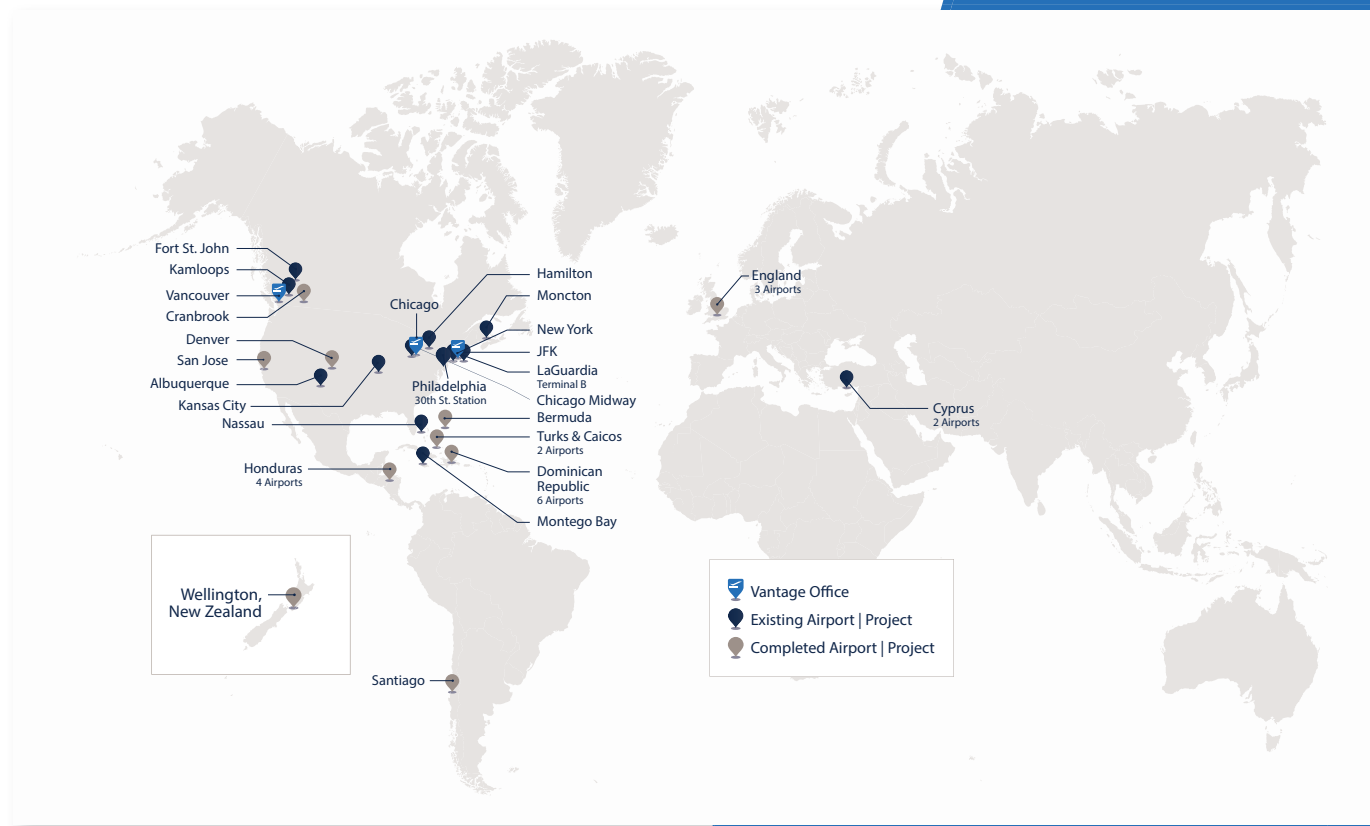 Fort St. John
Kamloops
Vancouver
Cranbrook
Denver
San Jose
Albuquerque
Kansas City
Nassau
Honduras
4 Airports
Chicago
Philadelphia
30th St. Station
Hamilton
Moncton
New York
JFK
LaGuardia
Terminal B
Chicago Midway
Bermuda
Turks & Caicos
2 Airports
Dominican
Republic
6 Airports
Montego Bay
England
3 Airports
Cyprus
2 Airports
Wellington,
New Zealand
Santiago
Vantage Office
Existing Airport | Project
Completed Airport | Project